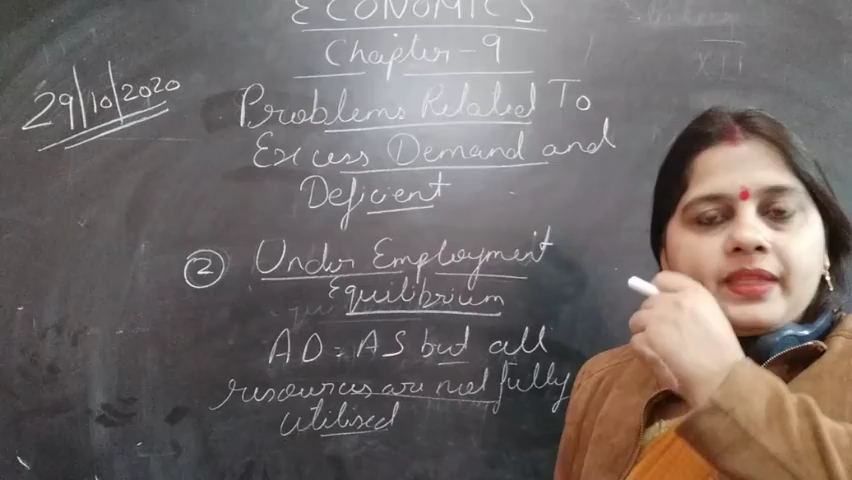 ECONOMICS
Chapter-9
29/10/2020
Problems Related To
Excess Demand and
Deficient
② Under Employment
Equilibrium
AD = AS but all
resources are not fully
utilised
XII